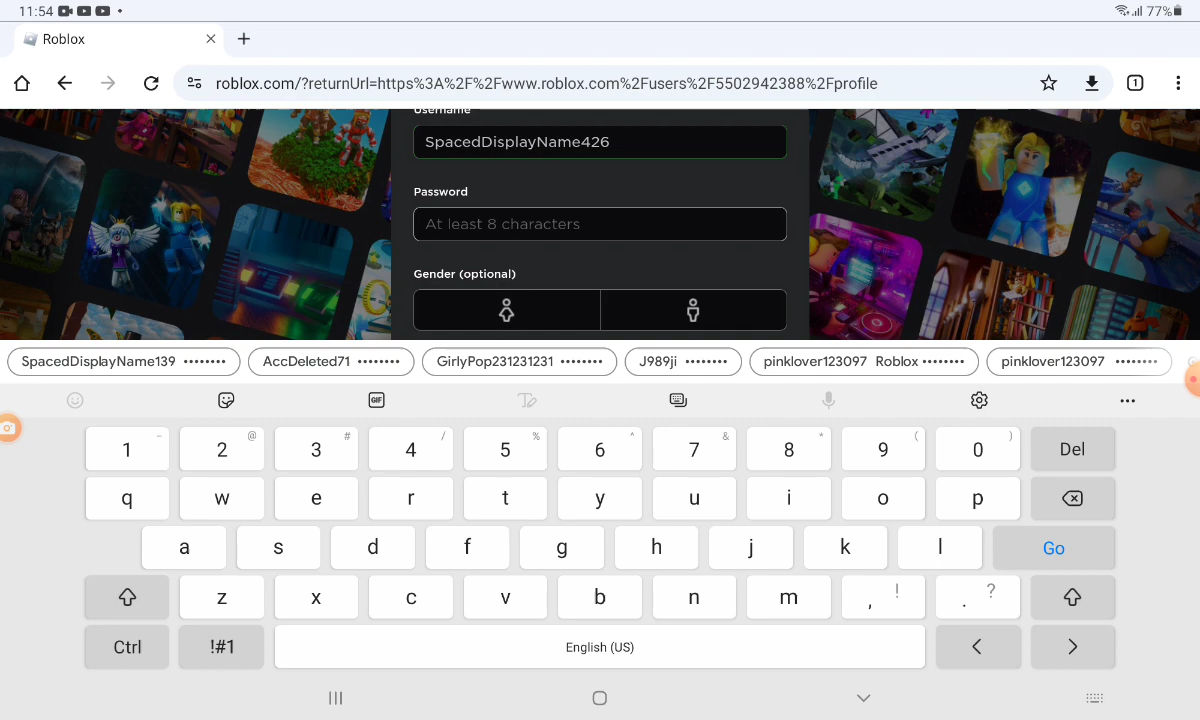 11:54 77%
Roblox
roblox.com/?returnUrl=https%3A%2F%2Fwww.roblox.com%2Fusers%2F5502942388%2Fprofile
Username
SpacedDisplayName426
Password
At least 8 characters
Gender (optional)
SpacedDisplayName139 •••••••• AccDeleted71 •••••••• GirlyPop231231231 •••••••• J989ji •••••••• pinklover123097 Roblox •••••••• pinklover123097 ••••••••
GIF T
1 - 2 @ 3 # 4 / 5 % 6 ^ 7 & 8 * 9 ( 0 ) Del
q w e r t y u i o p
a s d f g h j k l Go
z x c v b n m , ! . ?
Ctrl !#1 English (US) < >